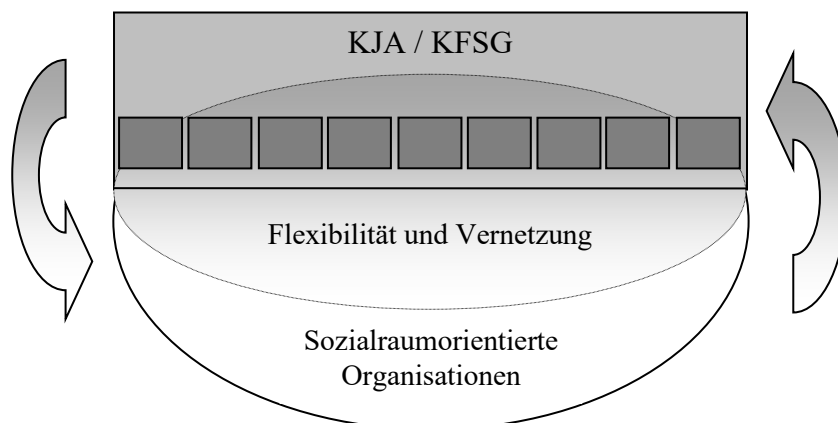 KJA / KFSG
Flexibilität und Vernetzung
Sozialraumorientierte
Organisationen